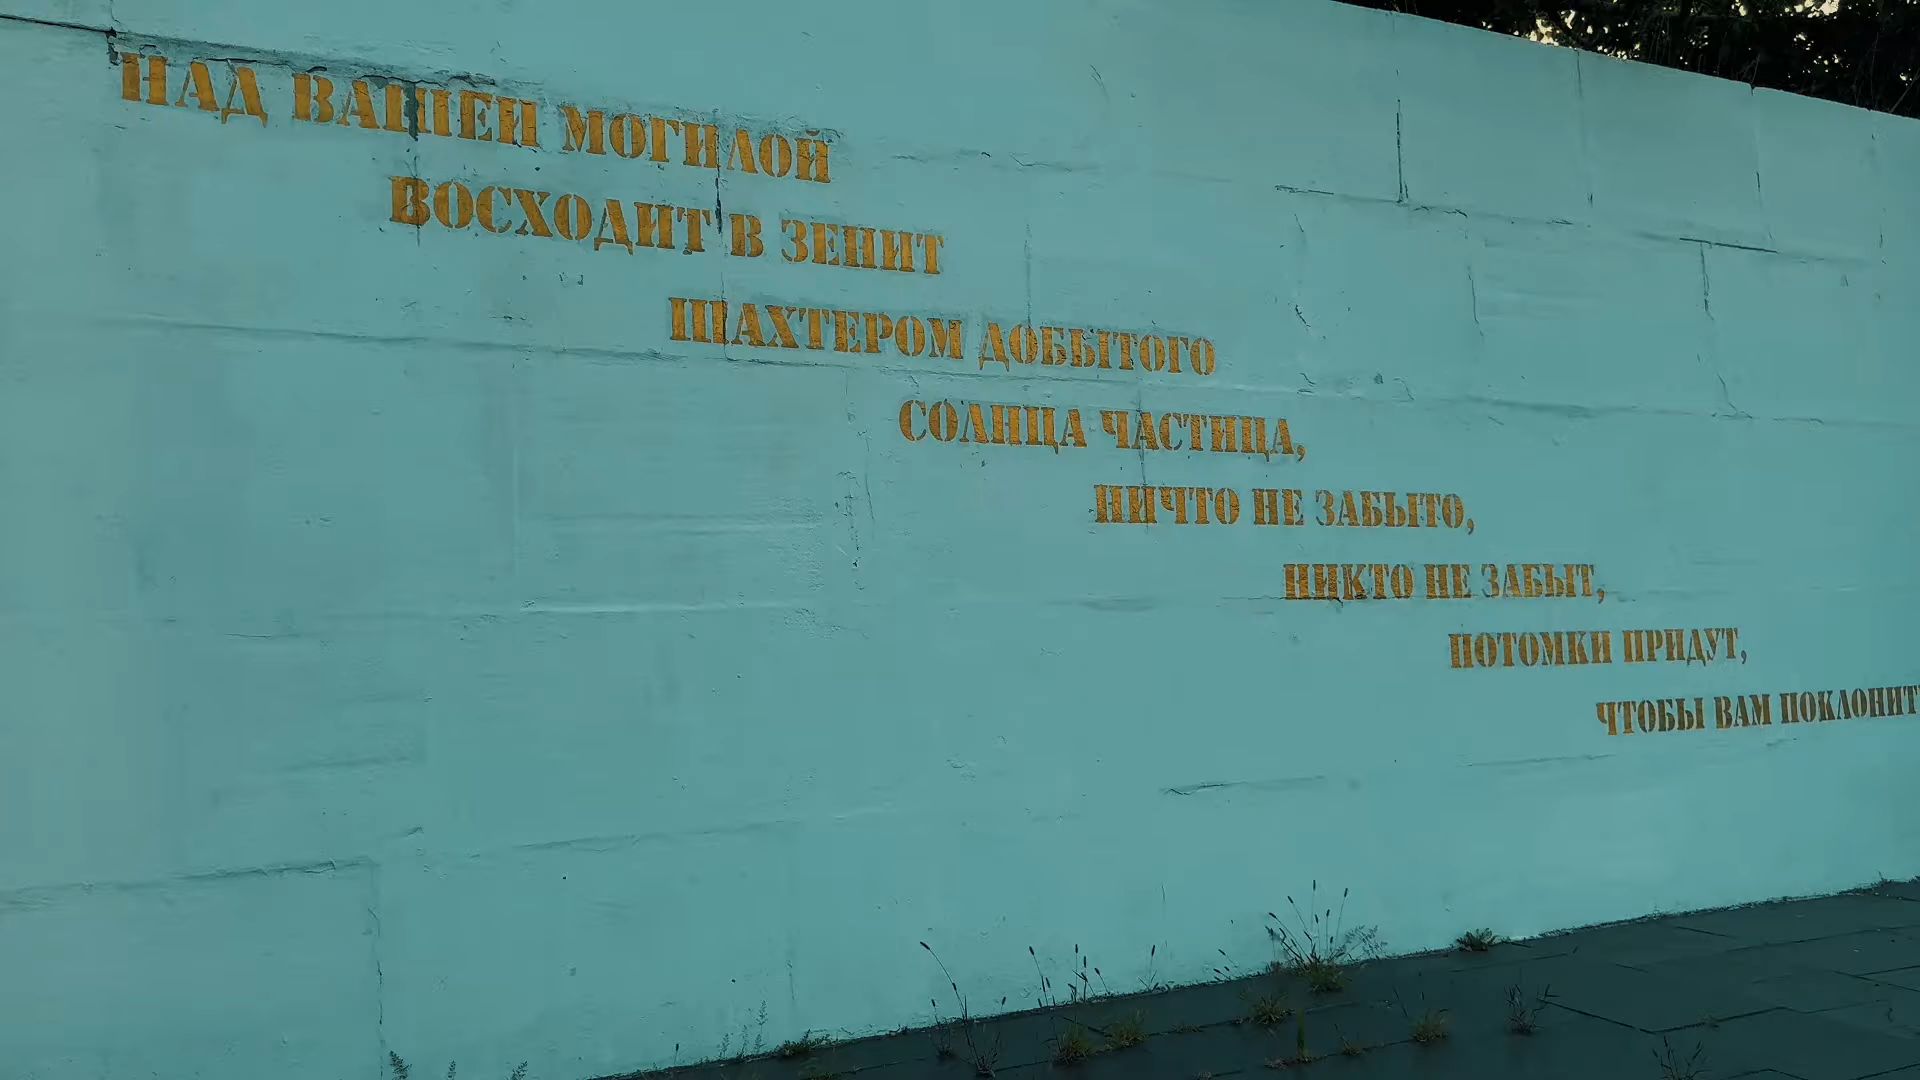 НАД ВАШЕЙ МОГИЛОЙ
ВОСХОДИТ В ЗЕНИТ
ШАХТЕРОМ ДОБЫТОГО
СОЛНЦА ЧАСТИЦА,
НИЧТО НЕ ЗАБЫТО,
НИКТО НЕ ЗАБЫТ,
ПОТОМКИ ПРИДУТ,
ЧТОБЫ ВАМ ПОКЛОНИТ